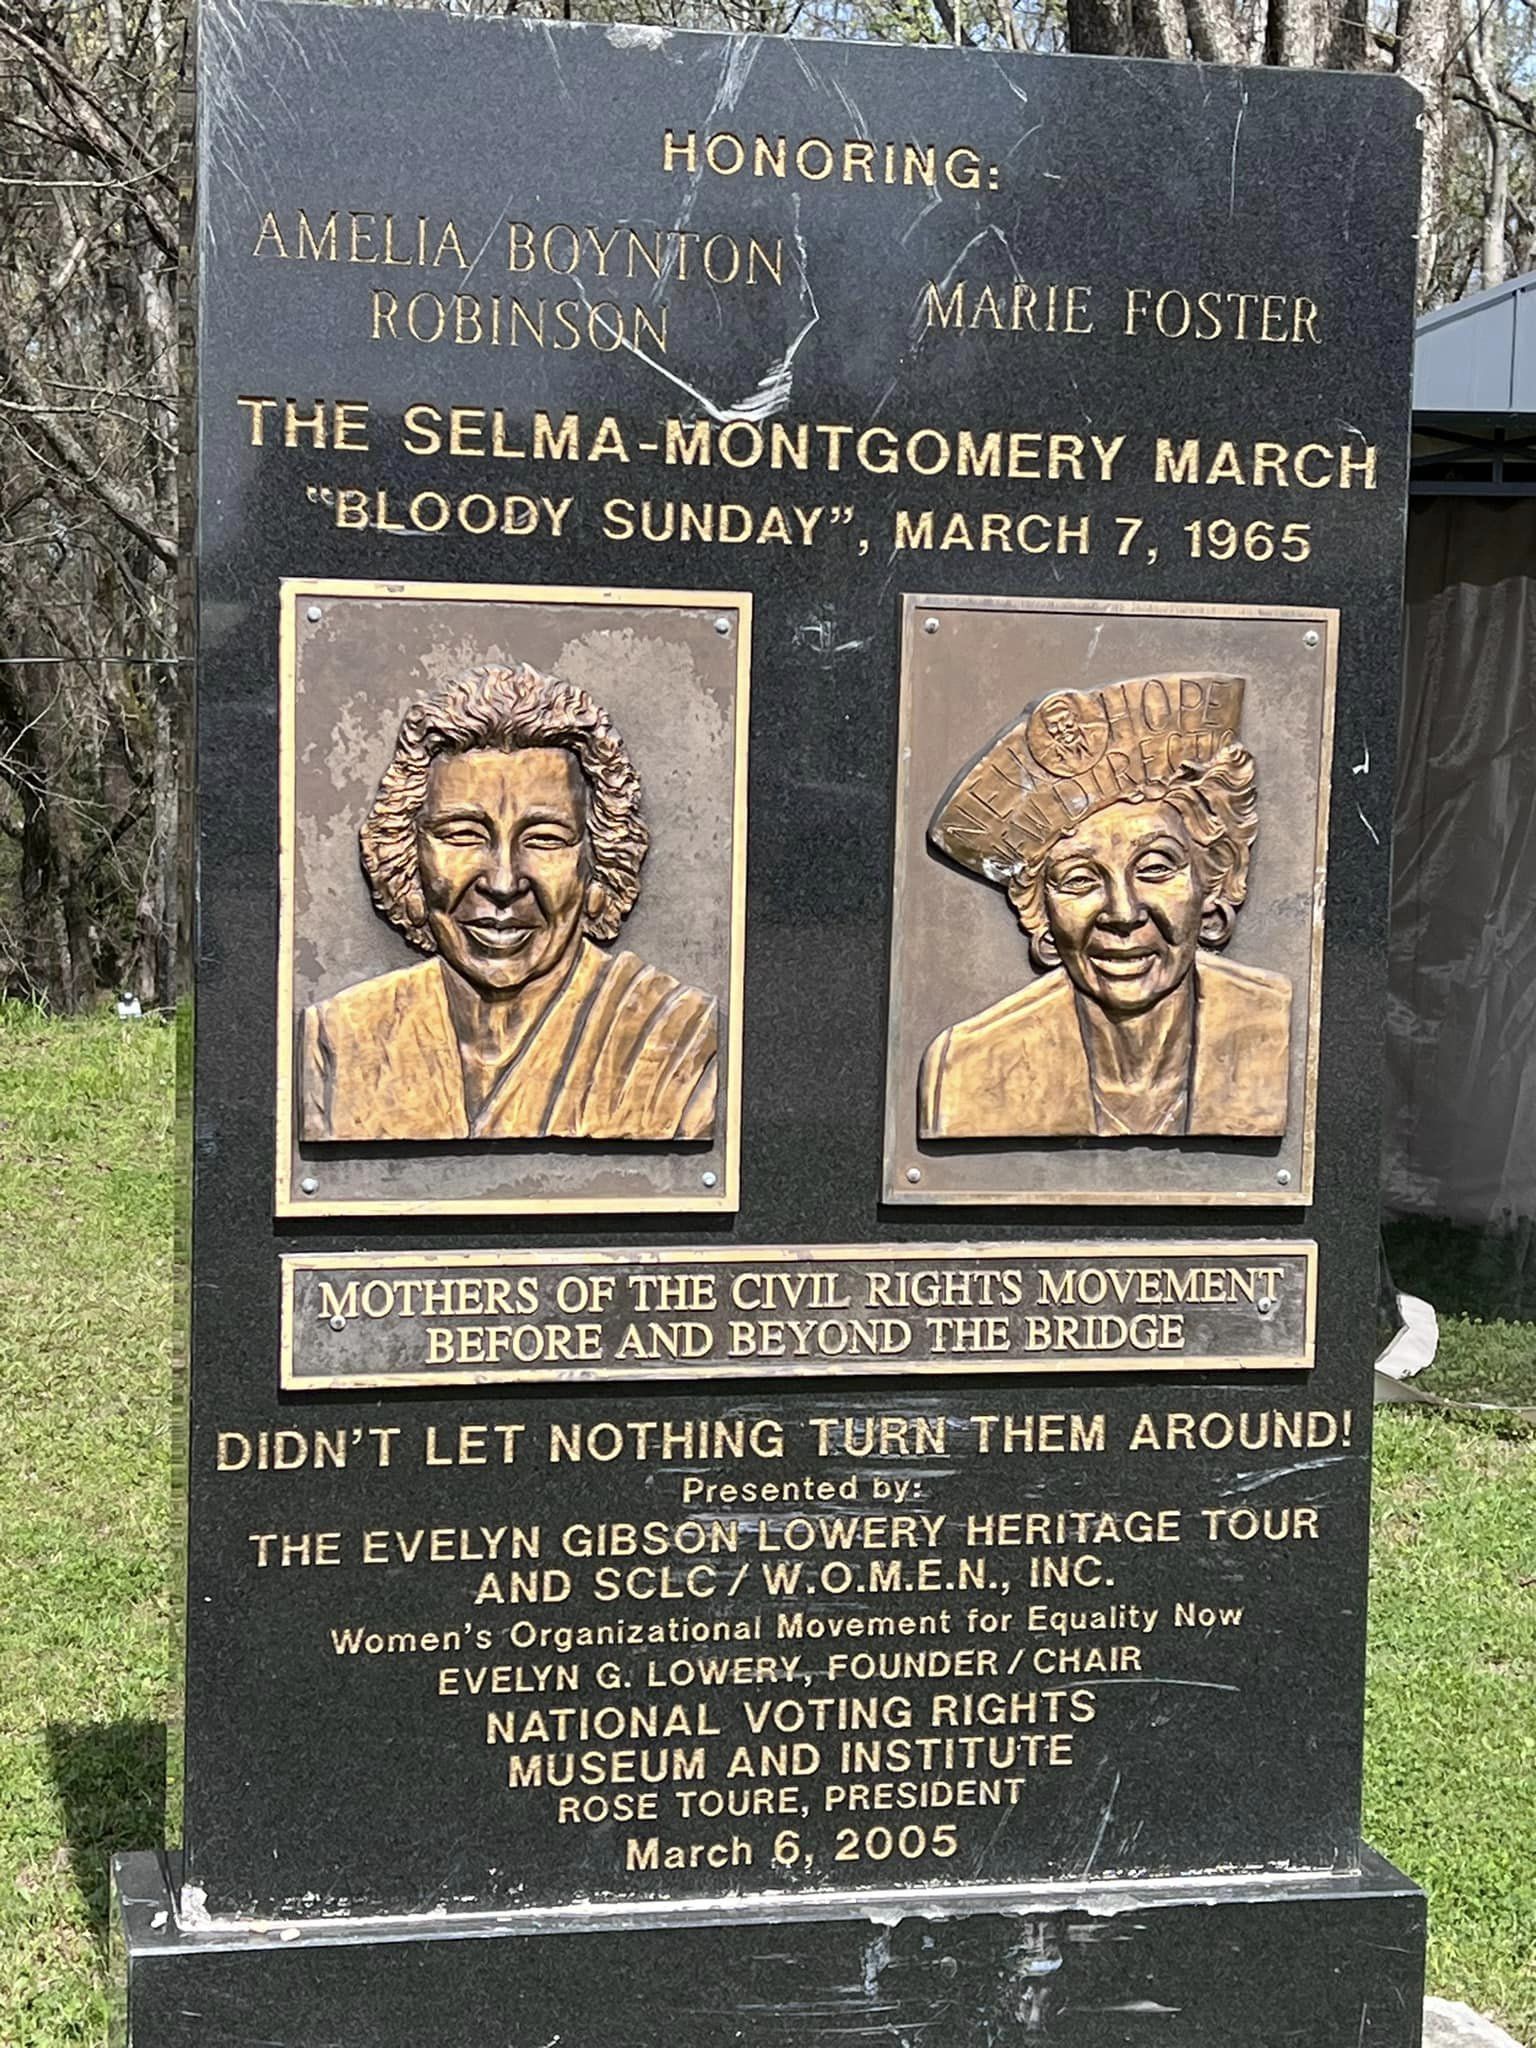 HONORING:
AMELIA BOYNTON
ROBINSON
MARIE FOSTER
THE SELMA-MONTGOMERY MARCH
"BLOODY SUNDAY", MARCH 7, 1965
HOPE
NEW DIRECTIO
MOTHERS OF THE CIVIL RIGHTS MOVEMENT
BEFORE AND BEYOND THE BRIDGE
DIDN'T LET NOTHING TURN THEM AROUND!
Presented by:
THE EVELYN GIBSON LOWERY HERITAGE TOUR
AND SCLC/W.O.M.E.N., INC.
Women's Organizational Movement for Equality Now
EVELYN G. LOWERY, FOUNDER/CHAIR
NATIONAL VOTING RIGHTS
MUSEUM AND INSTITUTE
ROSE TOURE, PRESIDENT
March 6, 2005